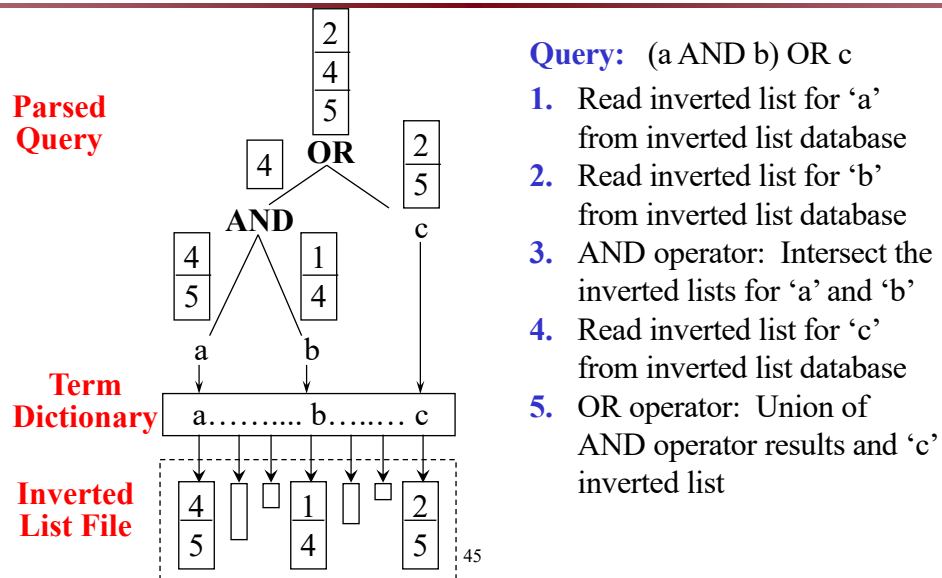 2
4
5
Parsed
Query
OR
4
2
5
AND
c
4
5
1
4
a
b
Term
Dictionary
a…….... b…..… c
Inverted
List File
4
5
1
4
2
5
45
Query: (a AND b) OR c
1. Read inverted list for ‘a’
from inverted list database
2. Read inverted list for ‘b’
from inverted list database
3. AND operator: Intersect the
inverted lists for ‘a’ and ‘b’
4. Read inverted list for ‘c’
from inverted list database
5. OR operator: Union of
AND operator results and ‘c’
inverted list